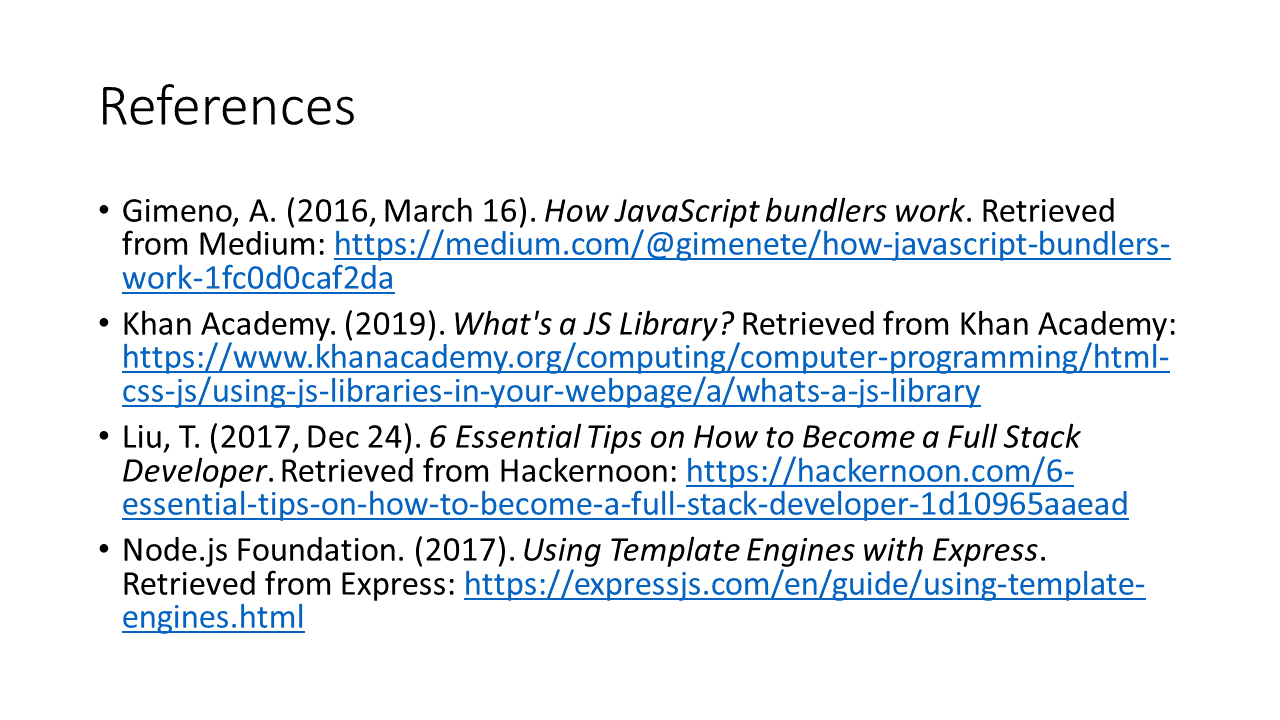 References
• Gimeno, A. (2016, March 16). How JavaScript bundlers work. Retrieved
from Medium: https://medium.com/@gimenete/how-javascript-bundlers-
work-1fc0d0caf2da
• Khan Academy. (2019). What's a JS Library? Retrieved from Khan Academy:
https://www.khanacademy.org/computing/computer-programming/html-
css-js/using-js-libraries-in-your-webpage/a/whats-a-js-library
• Liu, T. (2017, Dec 24). 6 Essential Tips on How to Become a Full Stack
Developer. Retrieved from Hackernoon: https://hackernoon.com/6-
essential-tips-on-how-to-become-a-full-stack-developer-1d10965aaead
• Node.js Foundation. (2017). Using Template Engines with Express.
Retrieved from Express: https://expressjs.com/en/guide/using-template-
engines.html